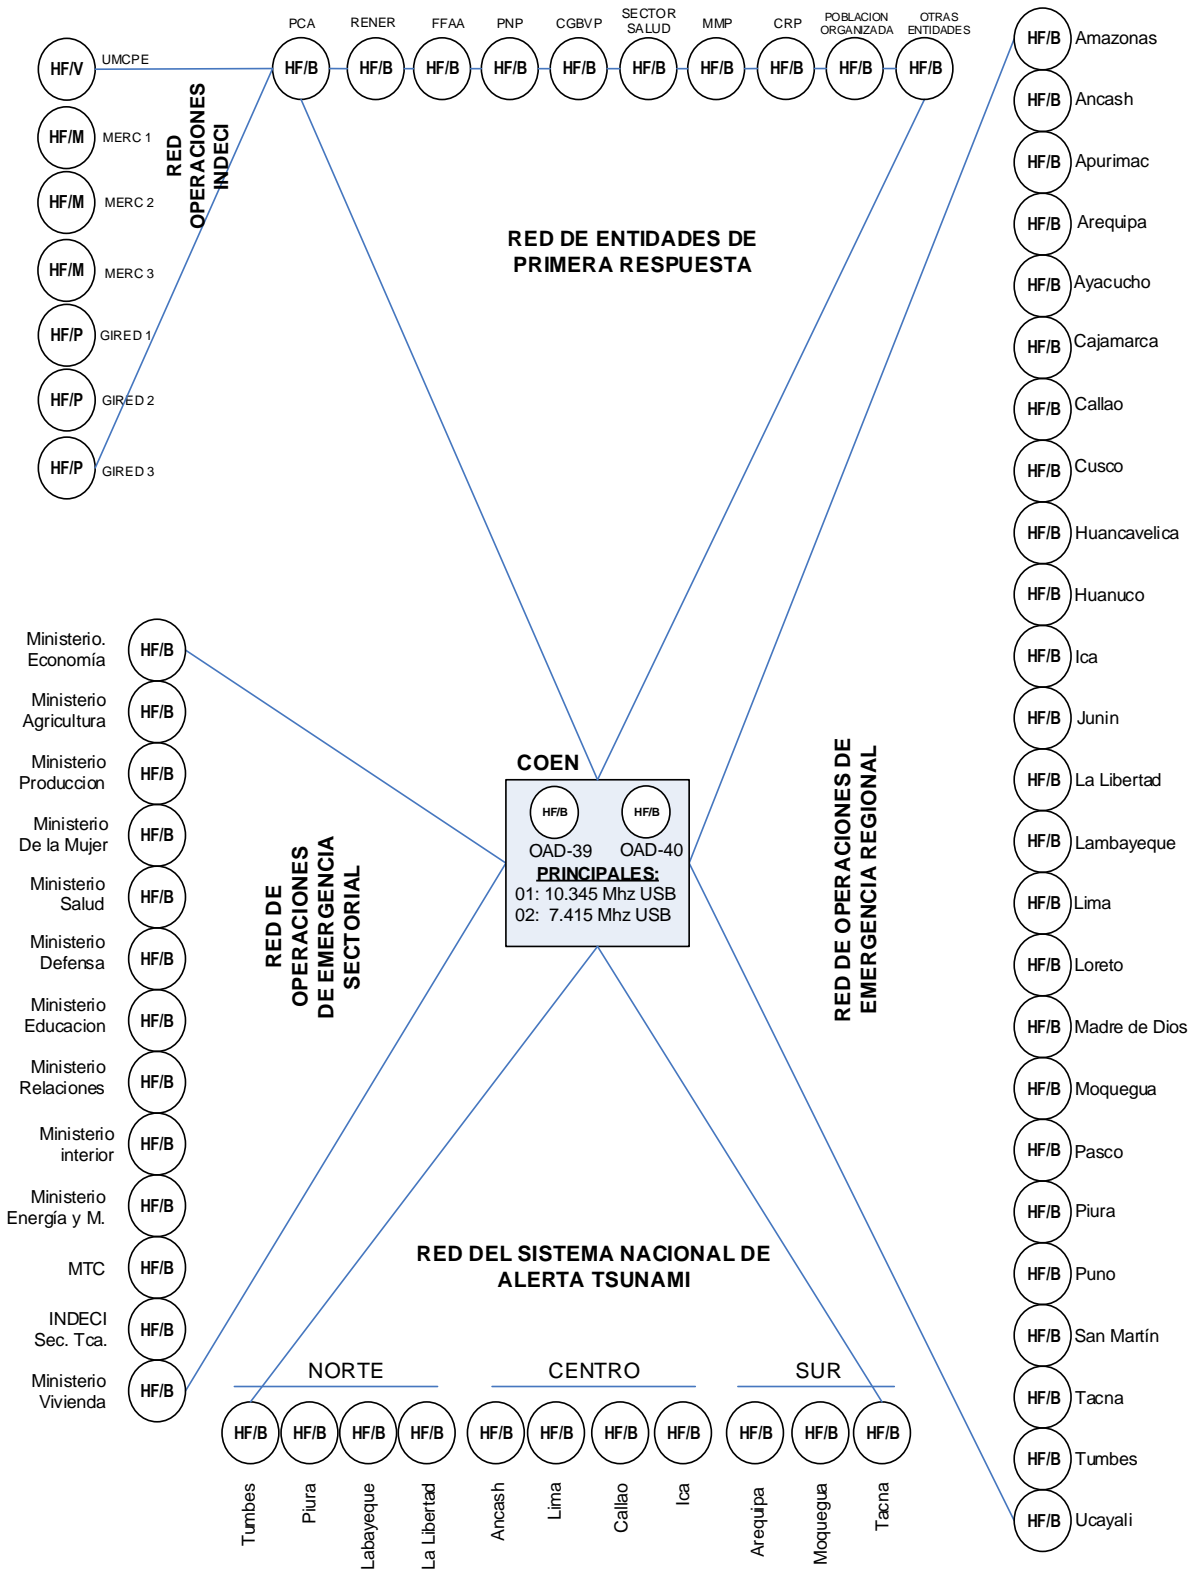 PCA
RENER
FFAA
PNP
CGBVP
SECTOR
SALUD
MMP
CRP
POBLACION
ORGANIZADA
OTRAS
ENTIDADES
HF/B
HF/B
HF/B
HF/B
HF/B
HF/B
HF/B
HF/B
HF/B
HF/B
HF/V UMCPE
HF/M MERC 1
HF/M MERC 2
HF/M MERC 3
HF/P GIRED 1
HF/P GIRED 2
HF/P GIRED 3
RED
OPERACIONES
INDECI
RED DE ENTIDADES DE
PRIMERA RESPUESTA
HF/B Amazonas
HF/B Ancash
HF/B Apurimac
HF/B Arequipa
HF/B Ayacucho
HF/B Cajamarca
HF/B Callao
HF/B Cusco
HF/B Huancavelica
HF/B Huanuco
HF/B Ica
HF/B Junin
HF/B La Libertad
HF/B Lambayeque
HF/B Lima
HF/B Loreto
HF/B Madre de Dios
HF/B Moquegua
HF/B Pasco
HF/B Piura
HF/B Puno
HF/B San Martín
HF/B Tacna
HF/B Tumbes
HF/B Ucayali
RED DE OPERACIONES DE
EMERGENCIA REGIONAL
COEN
HF/B HF/B
OAD-39 OAD-40
PRINCIPALES:
01: 10.345 Mhz USB
02: 7.415 Mhz USB
Ministerio.
Economía HF/B
Ministerio
Agricultura HF/B
Ministerio
Produccion HF/B
Ministerio
De la Mujer HF/B
Ministerio
Salud HF/B
Ministerio
Defensa HF/B
Ministerio
Educacion HF/B
Ministerio
Relaciones HF/B
Ministerio
interior HF/B
Ministerio
Energía y M. HF/B
MTC HF/B
INDECI
Sec. Tca. HF/B
Ministerio
Vivienda HF/B
RED DE
OPERACIONES
DE EMERGENCIA
SECTORIAL
RED DEL SISTEMA NACIONAL DE
ALERTA TSUNAMI
NORTE
HF/B HF/B HF/B HF/B
Tumbes
Piura
Labayeque
La Libertad
CENTRO
HF/B HF/B HF/B HF/B
Ancash
Lima
Callao
Ica
SUR
HF/B HF/B HF/B
Arequipa
Moquegua
Tacna